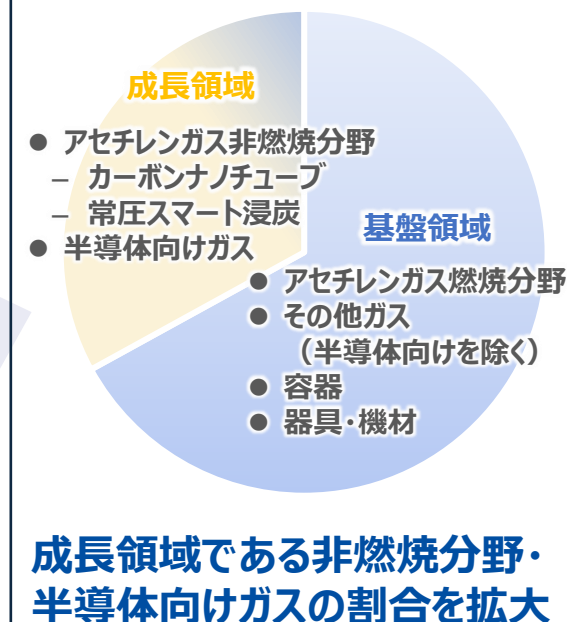 成長領域
● アセチレンガス非燃焼分野
– カーボンナノチューブ
– 常圧スマート浸炭
● 半導体向けガス
基盤領域
● アセチレンガス燃焼分野
● その他ガス
（半導体向けを除く）
● 容器
● 器具・機材
成長領域である非燃焼分野・
半導体向けガスの割合を拡大